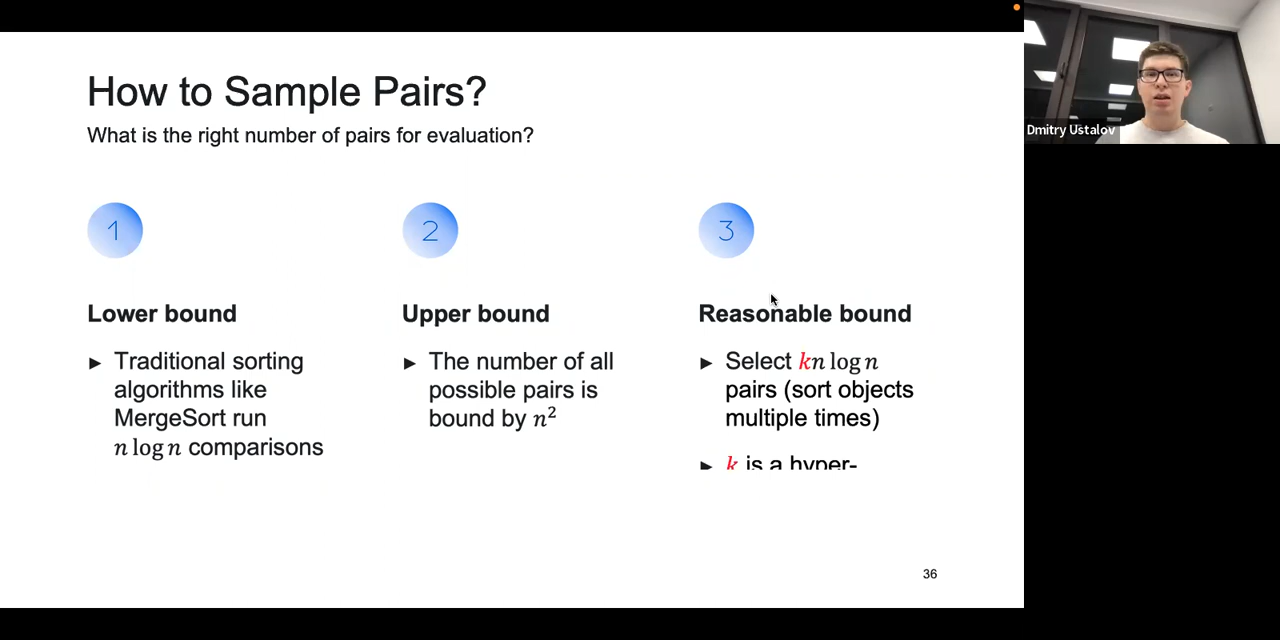 How to Sample Pairs?
What is the right number of pairs for evaluation?
Dmitry Ustalov
1
Lower bound
► Traditional sorting
algorithms like
MergeSort run
n log n comparisons
2
Upper bound
► The number of all
possible pairs is
bound by n²
3
Reasonable bound
► Select kn log n
pairs (sort objects
multiple times)
► k is a hyper-
36